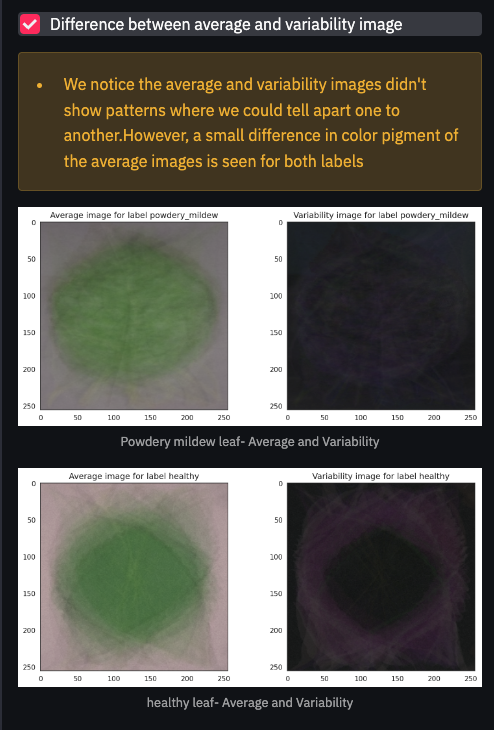 Difference between average and variability image
• We notice the average and variability images didn't
show patterns where we could tell apart one to
another.However, a small difference in color pigment of
the average images is seen for both labels
Average image for label powdery_mildew
0
50
100
150
200
250
0 50 100 150 200 250
Variability image for label powdery_mildew
0
50
100
150
200
250
0 50 100 150 200 250
Powdery mildew leaf- Average and Variability
Average image for label healthy
0
50
100
150
200
250
0 50 100 150 200 250
Variability image for label healthy
0
50
100
150
200
250
0 50 100 150 200 250
healthy leaf- Average and Variability